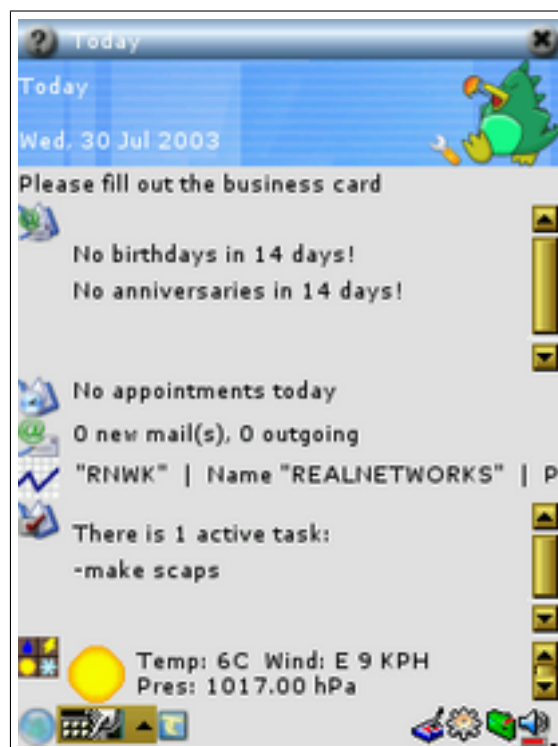 Today
Today
Wed, 30 Jul 2003
Please fill out the business card
No birthdays in 14 days!
No anniversaries in 14 days!
No appointments today
0 new mail(s), 0 outgoing
"RNWK" | Name "REALNETWORKS" | P
There is 1 active task:
-make scaps
Temp: 6C Wind: E 9 KPH
Pres: 1017.00 hPa